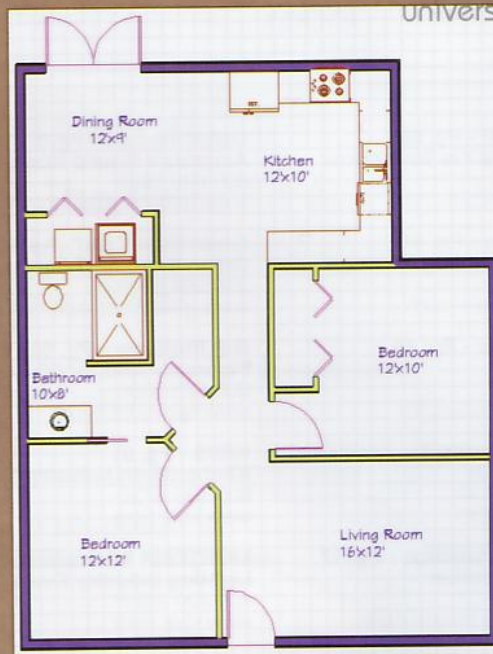 univers
Dining Room
12'x9'
REF.
Kitchen
12'x10'
Bedroom
12'x10'
Bathroom
10'x8'
Bedroom
12'x12'
Living Room
16'x12'